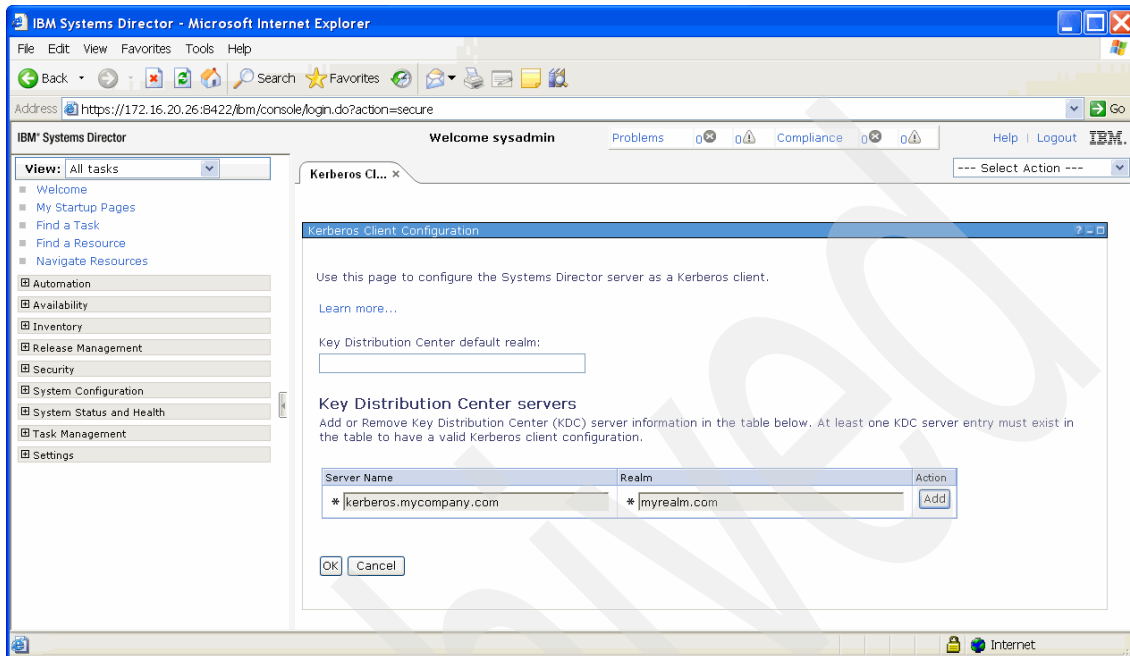 IBM Systems Director - Microsoft Internet Explorer
File Edit View Favorites Tools Help
Back Search Favorites
Address https://172.16.20.26:8422/ibm/console/login.do?action=secure Go
IBM® Systems Director Welcome sysadmin Problems 0 0 Compliance 0 0 Help | Logout IBM.
View: All tasks
Kerberos Cl... ×
--- Select Action ---
Welcome
My Startup Pages
Find a Task
Find a Resource
Navigate Resources
Automation
Availability
Inventory
Release Management
Security
System Configuration
System Status and Health
Task Management
Settings
Kerberos Client Configuration ? – □
Use this page to configure the Systems Director server as a Kerberos client.
Learn more...
Key Distribution Center default realm:
Key Distribution Center servers
Add or Remove Key Distribution Center (KDC) server information in the table below. At least one KDC server entry must exist in
the table to have a valid Kerberos client configuration.
Server Name Realm Action
* kerberos.mycompany.com * myrealm.com Add
OK Cancel
Internet